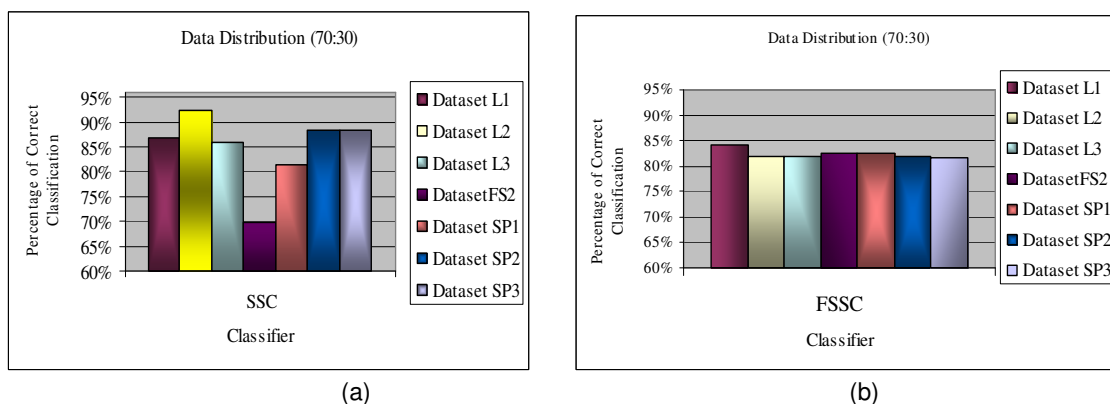 Data Distribution (70:30)
Percentage of Correct
Classification
95%
90%
85%
80%
75%
70%
65%
60%
SSC
Classifier
Dataset L1
Dataset L2
Dataset L3
DatasetFS2
Dataset SP1
Dataset SP2
Dataset SP3
(a)
Data Distribution (70:30)
Percentage of Correct
Classification
95%
90%
85%
80%
75%
70%
65%
60%
FSSC
Classifier
Dataset L1
Dataset L2
Dataset L3
DatasetFS2
Dataset SP1
Dataset SP2
Dataset SP3
(b)